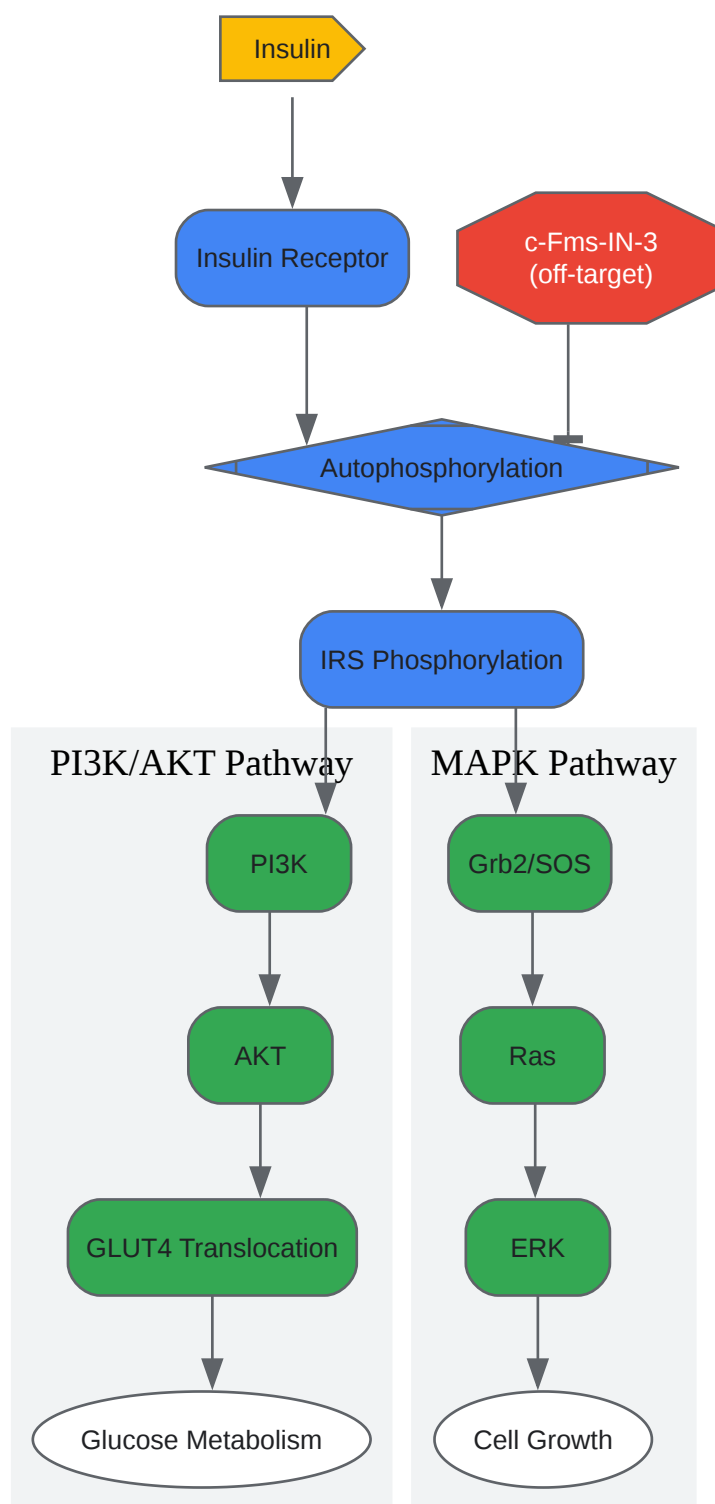 Insulin
Insulin Receptor
c-Fms-IN-3
(off-target)
Autophosphorylation
IRS Phosphorylation
PI3K/AKT Pathway
MAPK Pathway
PI3K
Grb2/SOS
AKT
Ras
GLUT4 Translocation
ERK
Glucose Metabolism
Cell Growth